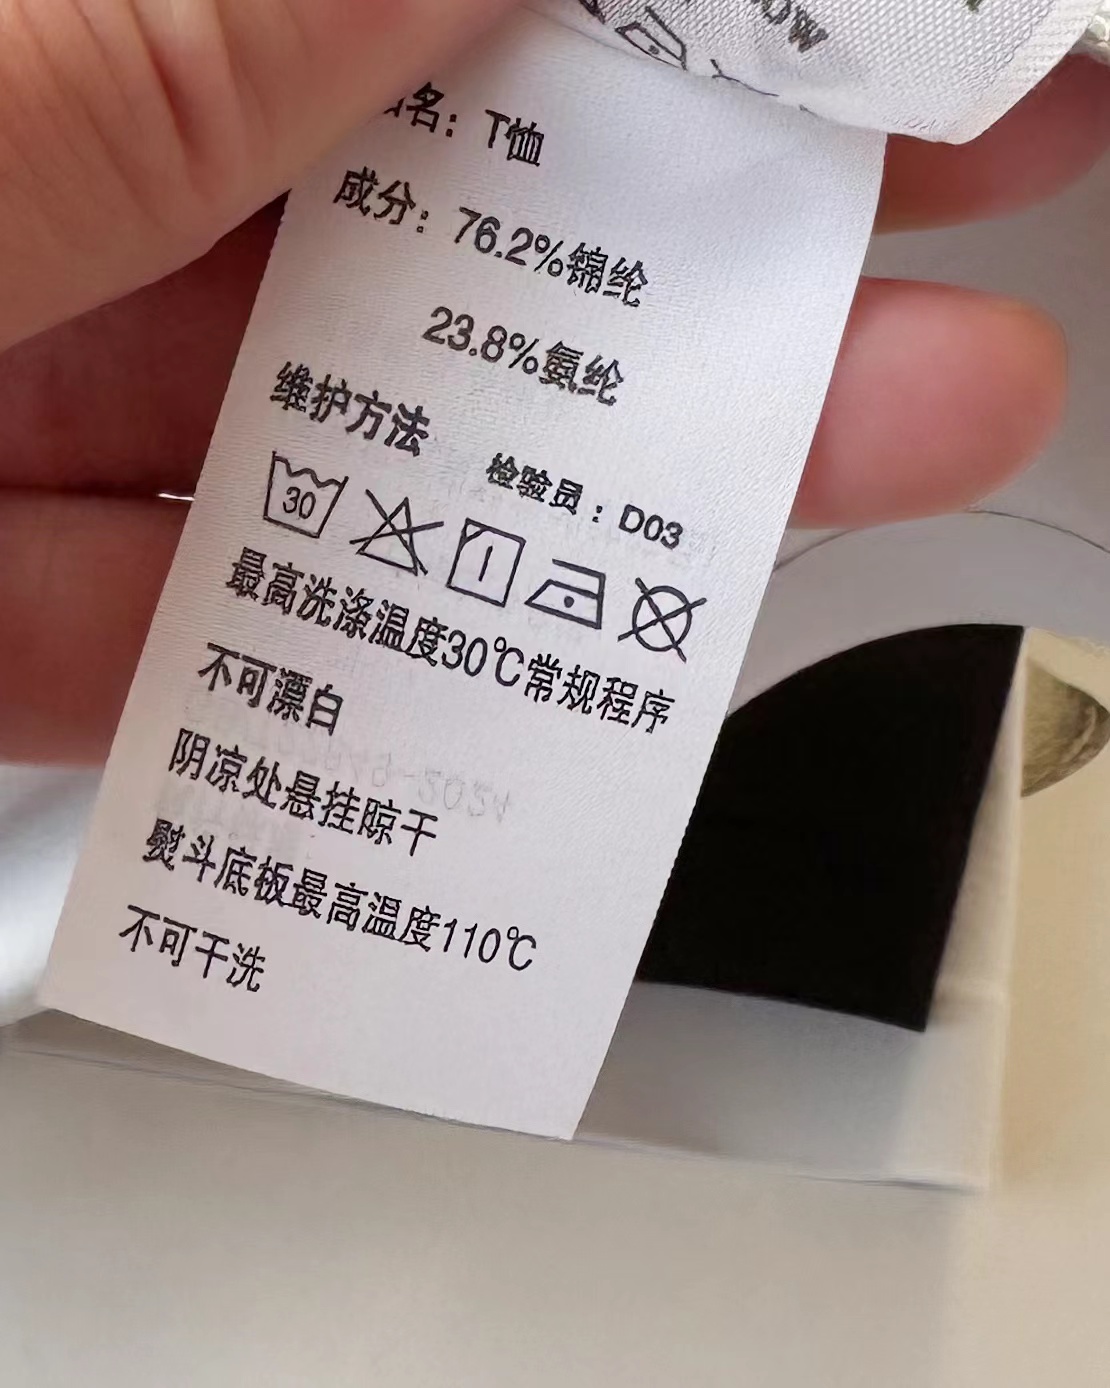 名：T恤
成分：76.2%锦纶
23.8%氨纶
维护方法
检验员：D03
30
最高洗涤温度30℃常规程序
不可漂白
阴凉处悬挂晾干
熨斗底板最高温度110℃
不可干洗